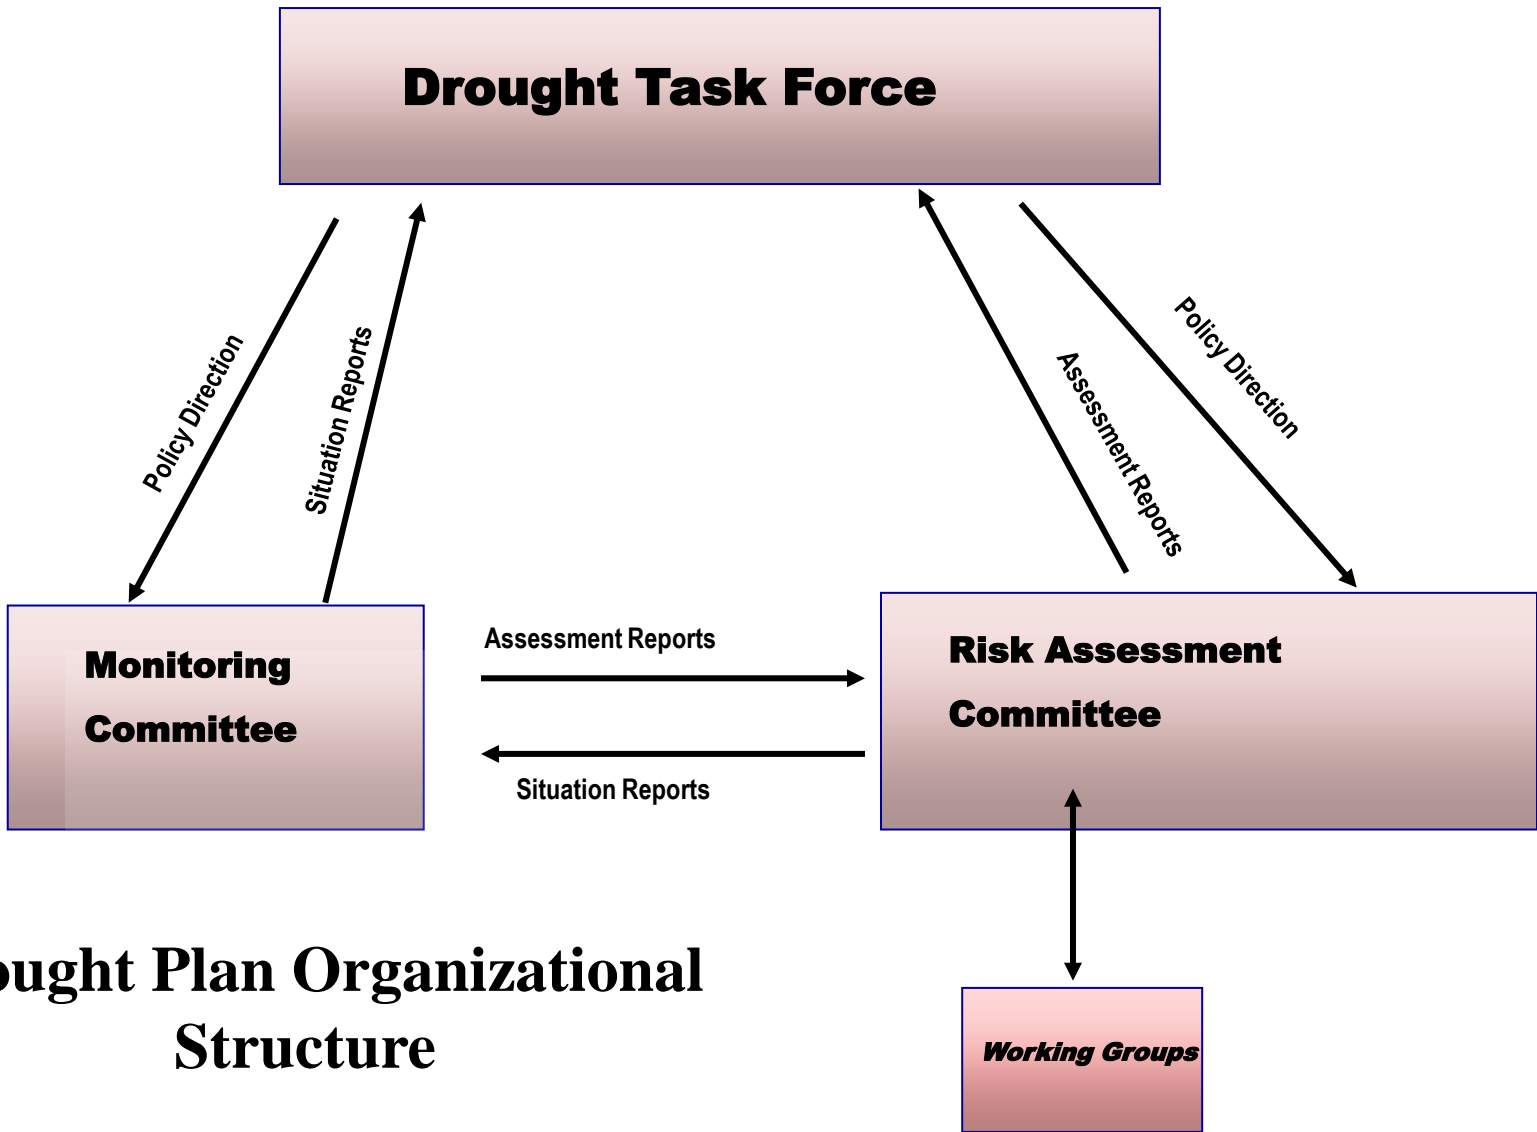 Drought Task Force
Policy Direction
Situation Reports
Assessment Reports
Policy Direction
Monitoring
Committee
Assessment Reports
Situation Reports
Risk Assessment
Committee
ought Plan Organizational
Structure
Working Groups